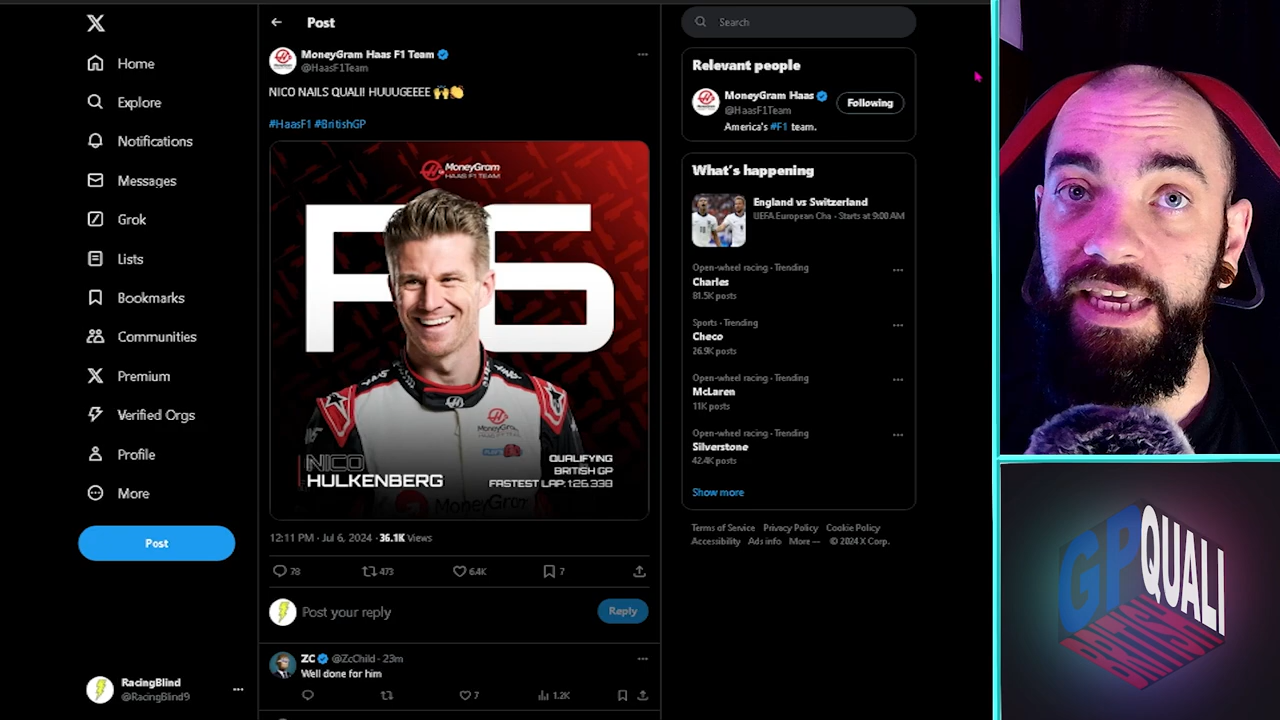 Home
Explore
Notifications
Messages
Grok
Lists
Bookmarks
Communities
Premium
Verified Orgs
Profile
More
Post
RacingBlind
@RacingBlind9
Post
MoneyGram Haas F1 Team
@HaasF1Team
NICO NAILS QUALI! HUUUGEEEE 🙌👏
#HaasF1 #BritishGP
MoneyGram
HAAS F1 TEAM
P6
NICO
HULKENBERG
QUALIFYING
BRITISH GP
FASTEST LAP: 1:26.338
12:11 PM · Jul 6, 2024 · 36.1K Views
78
473
6.4K
7
Post your reply
Reply
ZC @ZcChild · 23m
Well done for him
7
1.2K
Search
Relevant people
MoneyGram Haas
@HaasF1Team
Following
America's #F1 team.
What's happening
England vs Switzerland
UEFA European Cha · Starts at 9:00 AM
Open-wheel racing · Trending
Charles
81.5K posts
Sports · Trending
Checo
26.9K posts
Open-wheel racing · Trending
McLaren
11K posts
Open-wheel racing · Trending
Silverstone
42.4K posts
Show more
Terms of Service Privacy Policy Cookie Policy
Accessibility Ads info More ··· © 2024 X Corp.
GP
QUALI
BRITISH